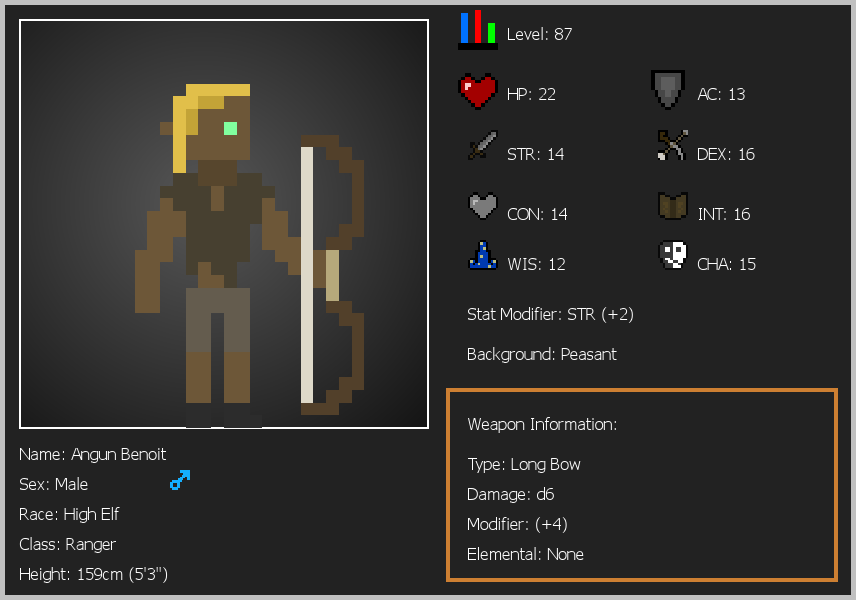 Level: 87
HP: 22
AC: 13
STR: 14
DEX: 16
CON: 14
INT: 16
WIS: 12
CHA: 15
Stat Modifier: STR (+2)
Background: Peasant
Weapon Information:
Type: Long Bow
Damage: d6
Modifier: (+4)
Elemental: None
Name: Angun Benoit
Sex: Male
Race: High Elf
Class: Ranger
Height: 159cm (5'3")